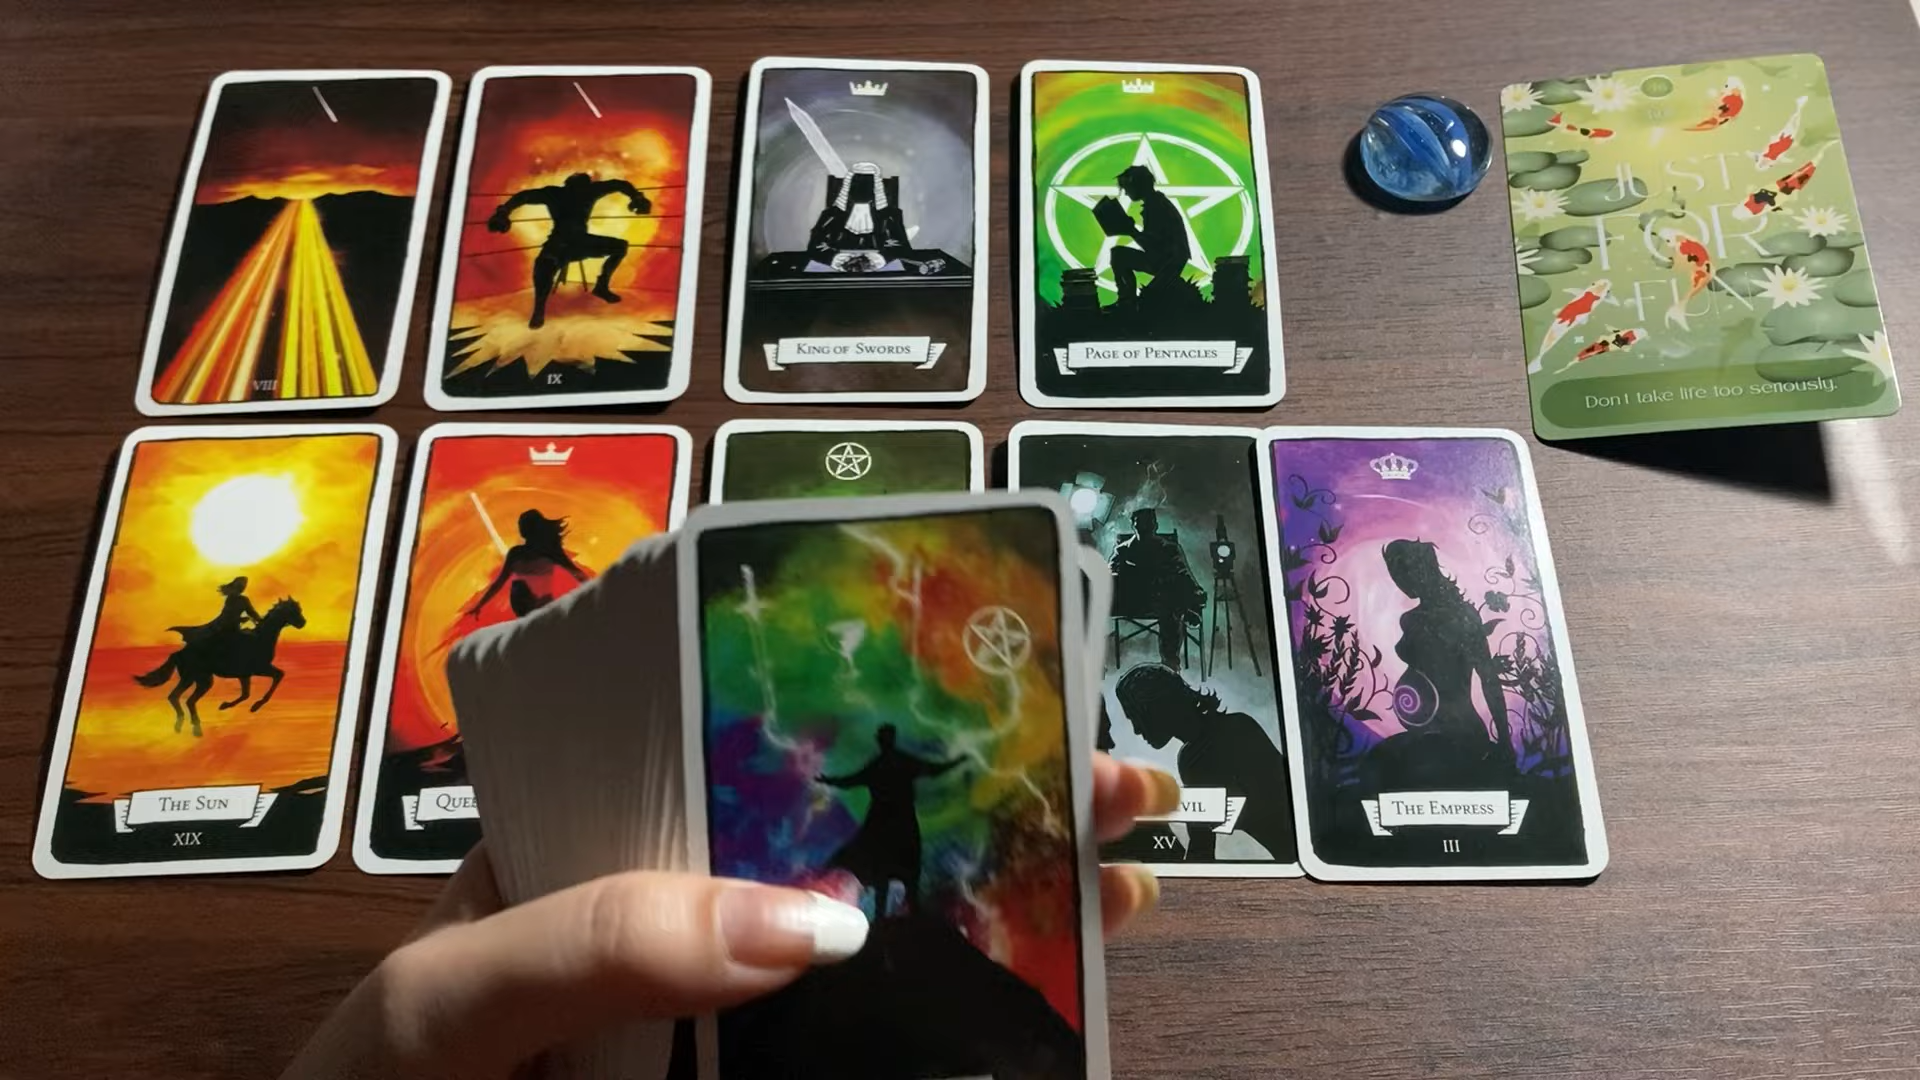 VIII
IX
KING OF SWORDS
PAGE OF PENTACLES
JUST
FOR
FUN
Don't take life too seriously.
THE SUN
XIX
XV
THE EMPRESS
III